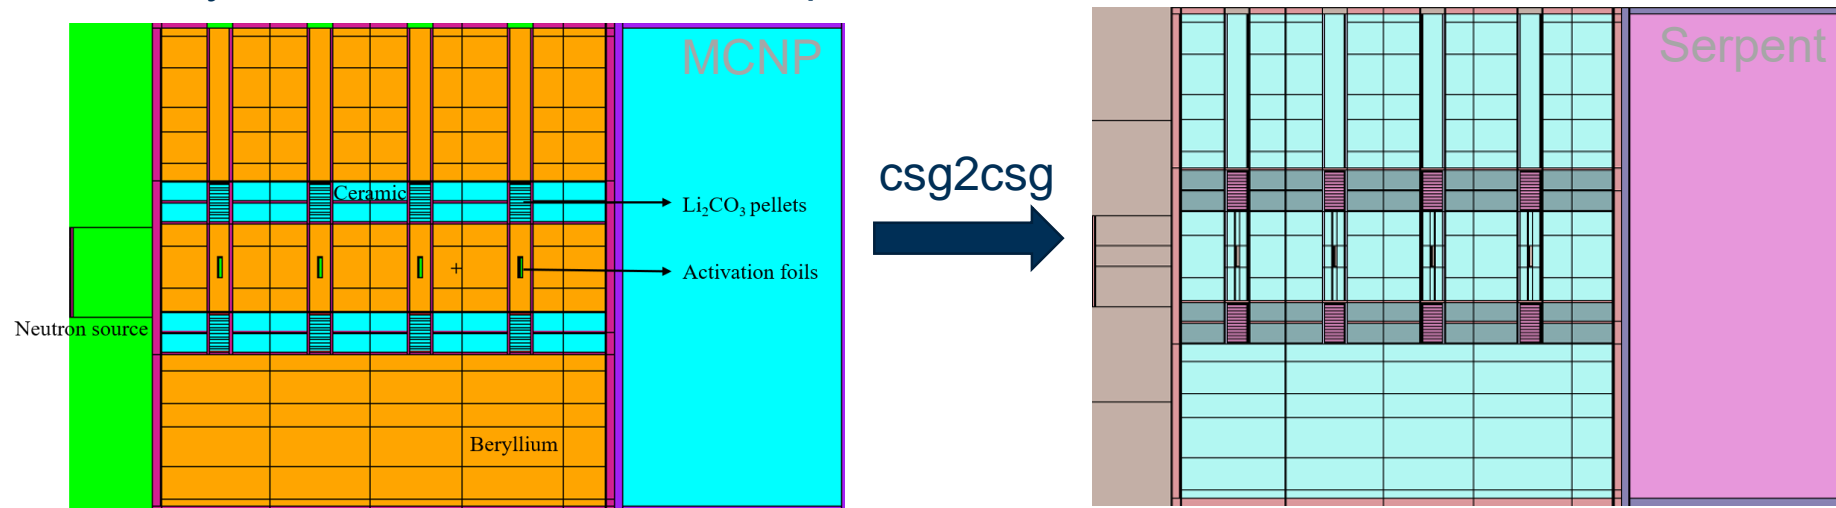 MCNP
Serpent
csg2csg
Ceramic
Li₂CO₃ pellets
Activation foils
Neutron source
Beryllium